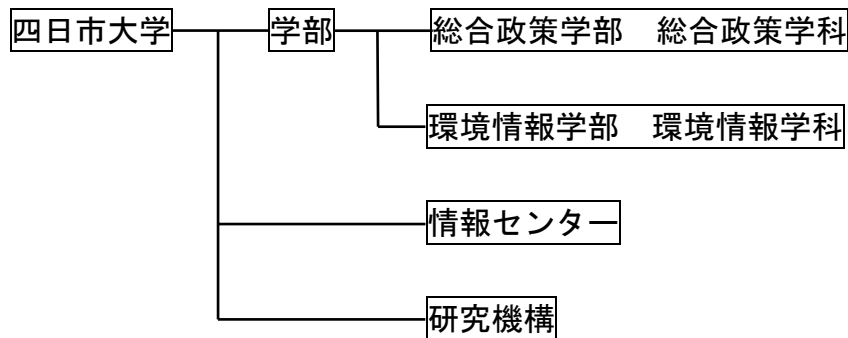 四日市大学 学部 総合政策学部　総合政策学科
環境情報学部　環境情報学科
情報センター
研究機構